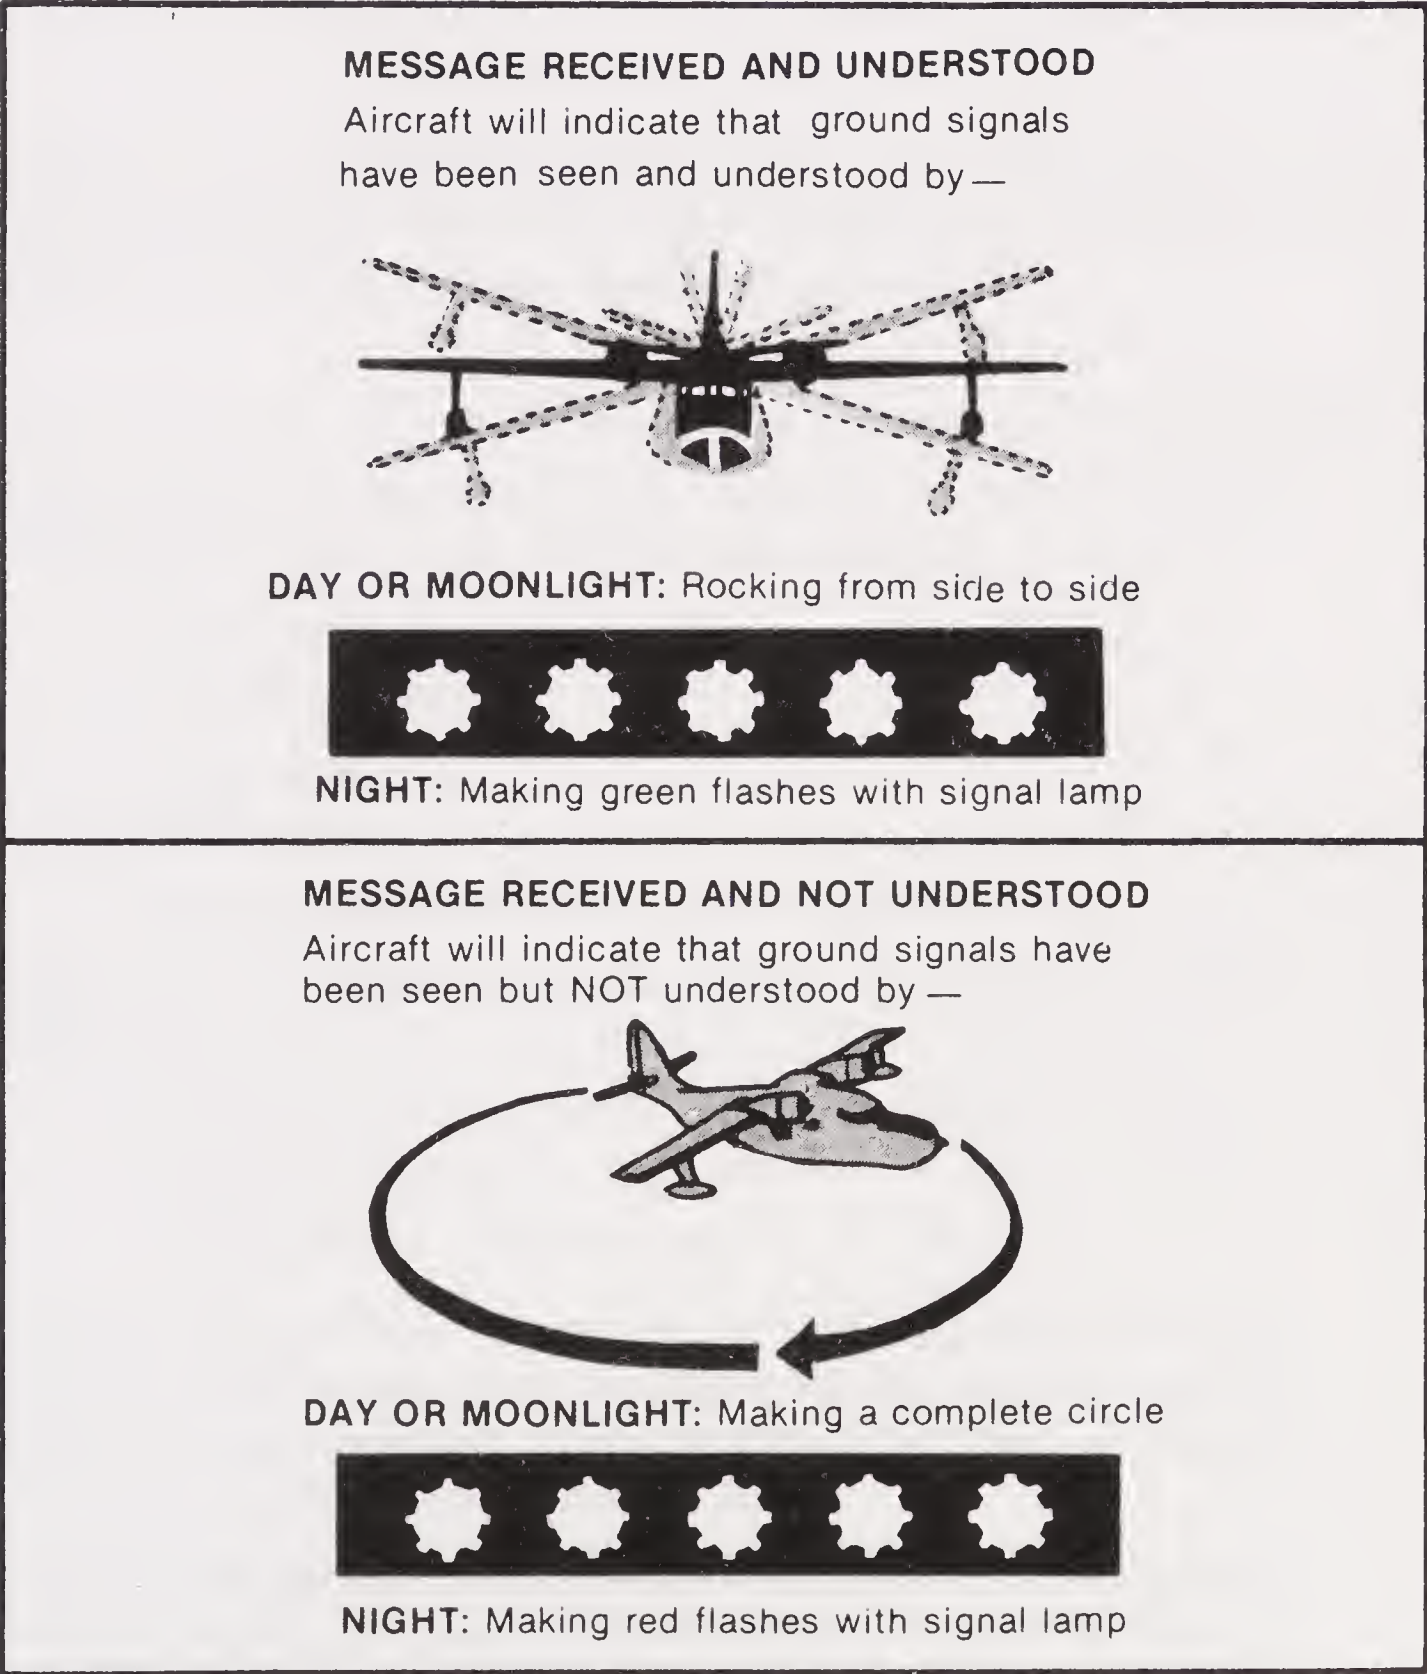 MESSAGE RECEIVED AND UNDERSTOOD
Aircraft will indicate that ground signals
have been seen and understood by —
DAY OR MOONLIGHT: Rocking from side to side
NIGHT: Making green flashes with signal lamp
MESSAGE RECEIVED AND NOT UNDERSTOOD
Aircraft will indicate that ground signals have
been seen but NOT understood by —
DAY OR MOONLIGHT: Making a complete circle
NIGHT: Making red flashes with signal lamp